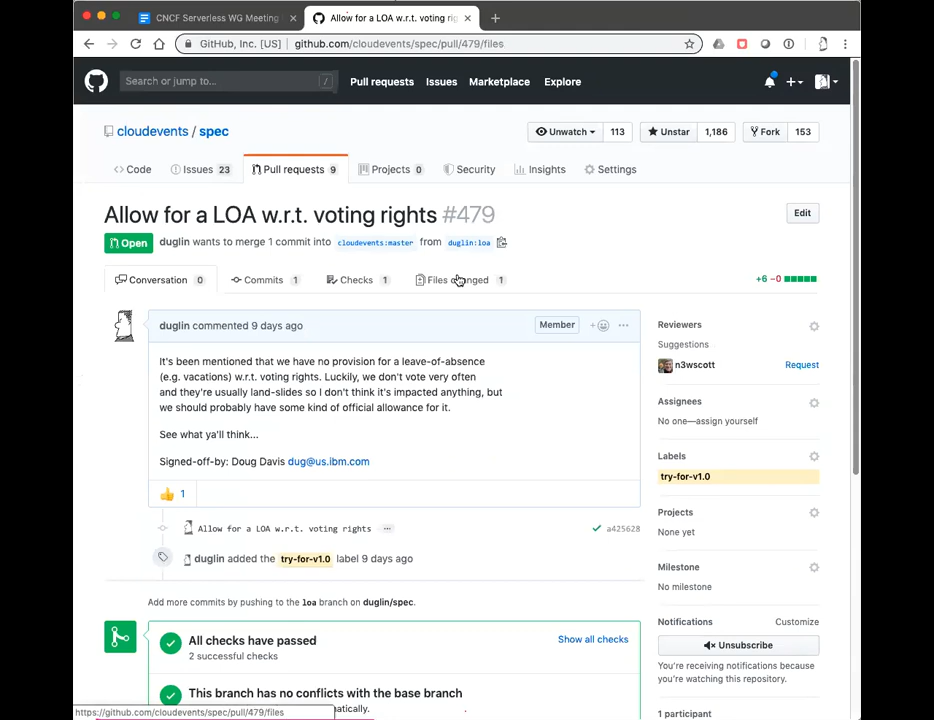 CNCF Serverless WG Meeting
Allow for a LOA w.r.t. voting rig
GitHub, Inc. [US] | github.com/cloudevents/spec/pull/479/files
Search or jump to... /
Pull requests Issues Marketplace Explore
cloudevents / spec
Unwatch 113
Unstar 1,186
Fork 153
Code Issues 23 Pull requests 9 Projects 0 Security Insights Settings
Allow for a LOA w.r.t. voting rights #479
Edit
Open duglin wants to merge 1 commit into cloudevents:master from duglin:loa
Conversation 0 Commits 1 Checks 1 Files changed 1
+6 −0
duglin commented 9 days ago
Member
It's been mentioned that we have no provision for a leave-of-absence
(e.g. vacations) w.r.t. voting rights. Luckily, we don't vote very often
and they're usually land-slides so I don't think it's impacted anything, but
we should probably have some kind of official allowance for it.
See what ya'll think...
Signed-off-by: Doug Davis dug@us.ibm.com
1
Allow for a LOA w.r.t. voting rights ... a425628
duglin added the try-for-v1.0 label 9 days ago
Add more commits by pushing to the loa branch on duglin/spec.
All checks have passed
2 successful checks
Show all checks
This branch has no conflicts with the base branch
matically.
https://github.com/cloudevents/spec/pull/479/files
Reviewers
Suggestions
n3wscott Request
Assignees
No one—assign yourself
Labels
try-for-v1.0
Projects
None yet
Milestone
No milestone
Notifications Customize
Unsubscribe
You're receiving notifications because
you're watching this repository.
1 participant